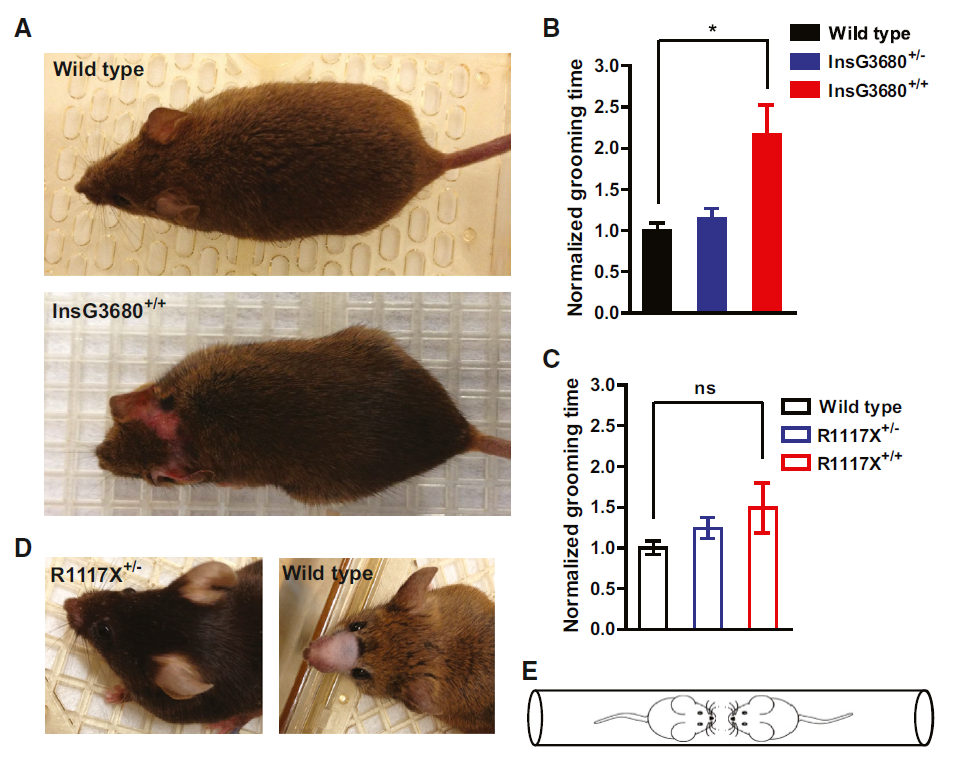 A
Wild type
InsG3680+/+
B
*
Wild type
InsG3680+/-
InsG3680+/+
Normalized grooming time
3.0
2.5
2.0
1.5
1.0
0.5
0.0
C
ns
Wild type
R1117X+/-
R1117X+/+
Normalized grooming time
3.0
2.5
2.0
1.5
1.0
0.5
0.0
D
R1117X+/-
Wild type
E